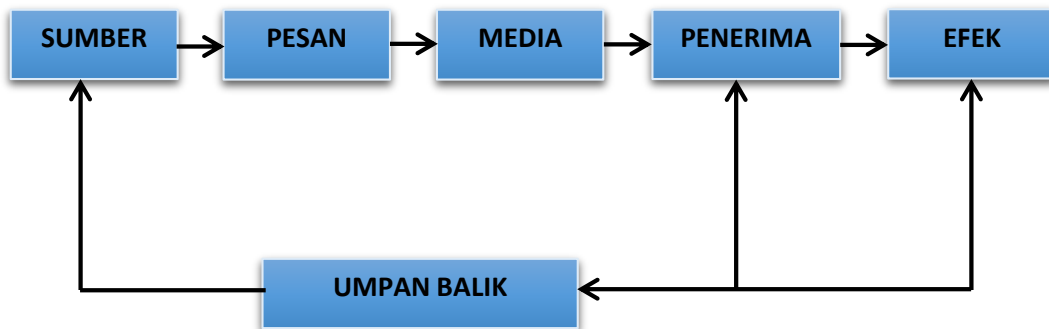 SUMBER
PESAN
MEDIA
PENERIMA
EFEK
UMPAN BALIK